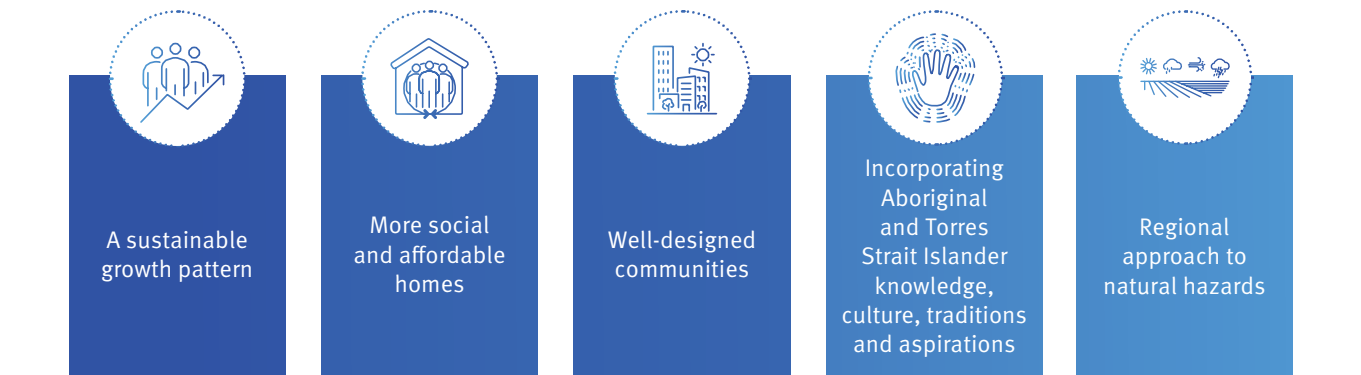 A sustainable
growth pattern
More social
and affordable
homes
Well-designed
communities
Incorporating
Aboriginal
and Torres
Strait Islander
knowledge,
culture, traditions
and aspirations
Regional
approach to
natural hazards